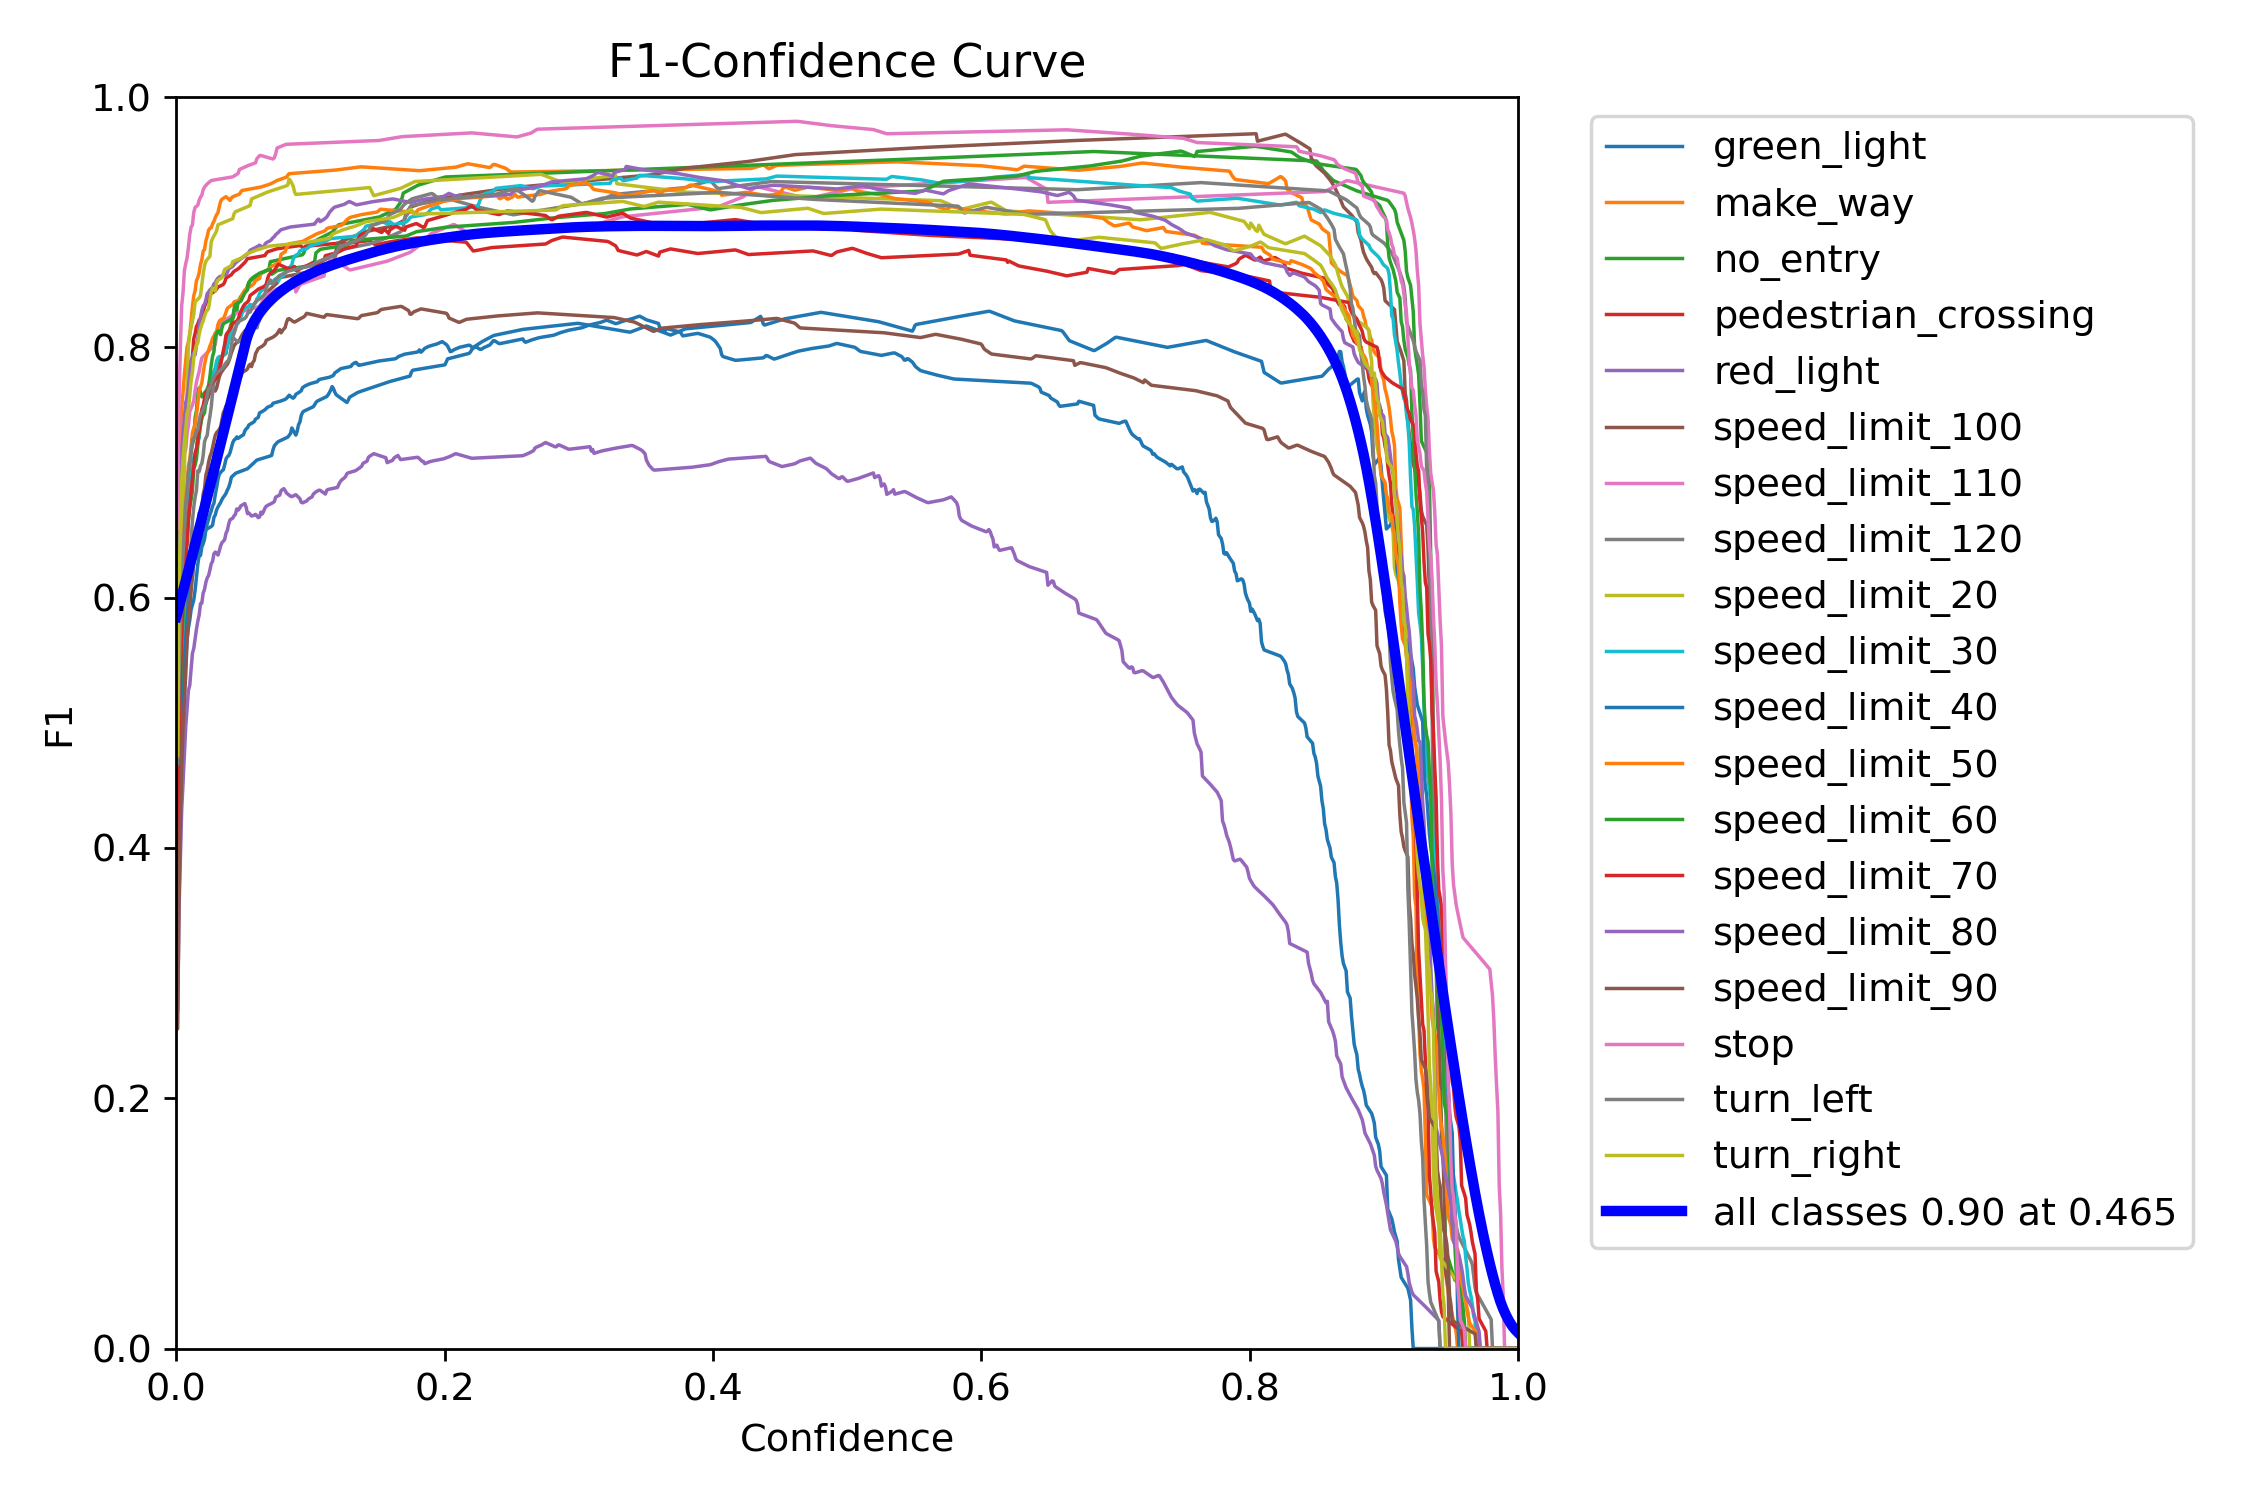 F1-Confidence Curve
1.0
0.8
0.6
0.4
0.2
0.0
F1
0.0 0.2 0.4 0.6 0.8 1.0
Confidence
green_light
make_way
no_entry
pedestrian_crossing
red_light
speed_limit_100
speed_limit_110
speed_limit_120
speed_limit_20
speed_limit_30
speed_limit_40
speed_limit_50
speed_limit_60
speed_limit_70
speed_limit_80
speed_limit_90
stop
turn_left
turn_right
all classes 0.90 at 0.465